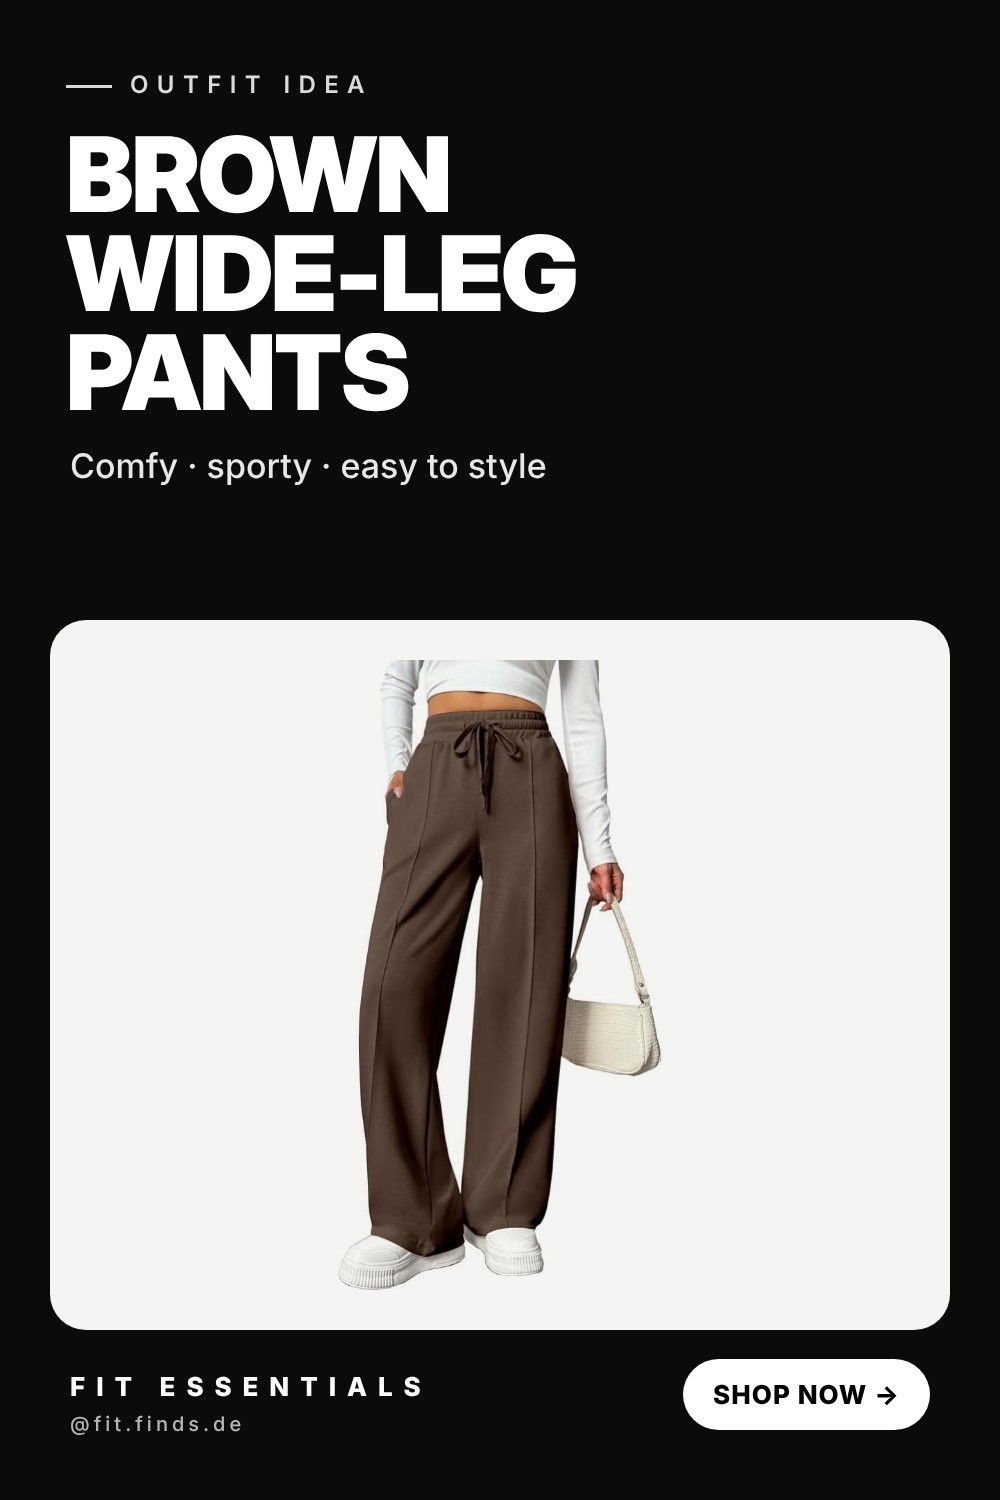 OUTFIT IDEA
BROWN
WIDE-LEG
PANTS
Comfy · sporty · easy to style
FIT ESSENTIALS
@fit.finds.de
SHOP NOW →